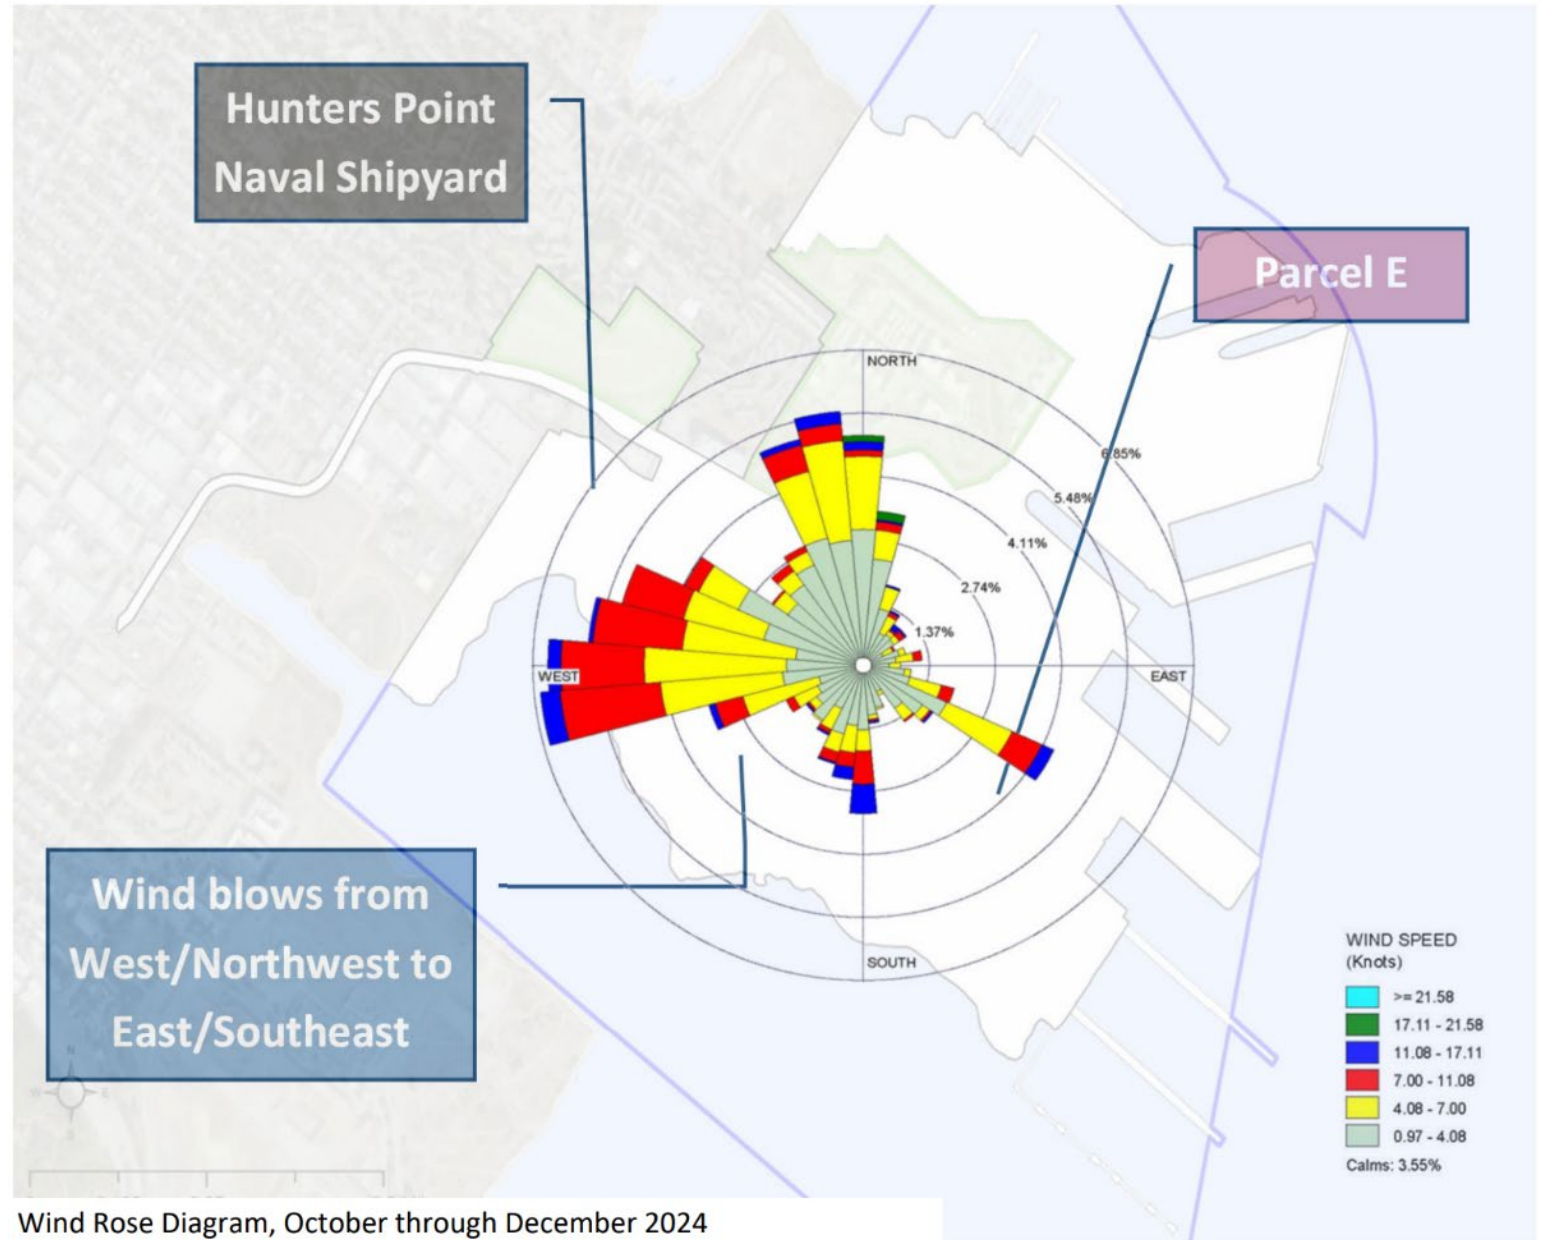 Hunters Point
Naval Shipyard
Parcel E
NORTH
6.85%
5.48%
4.11%
2.74%
1.37%
WEST
EAST
SOUTH
Wind blows from
West/Northwest to
East/Southeast
N
W
E
S
WIND SPEED
(Knots)
>= 21.58
17.11 - 21.58
11.08 - 17.11
7.00 - 11.08
4.08 - 7.00
0.97 - 4.08
Calms: 3.55%
Wind Rose Diagram, October through December 2024